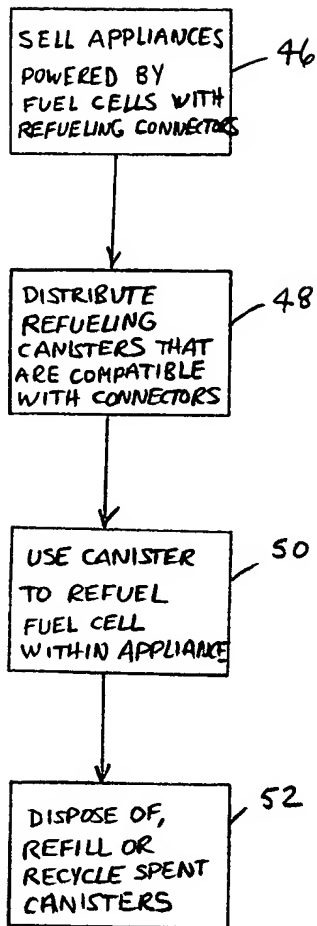 SELL APPLIANCES
POWERED BY
FUEL CELLS WITH
REFUELING CONNECTORS
46
DISTRIBUTE
REFUELING
CANISTERS THAT
ARE COMPATIBLE
WITH CONNECTORS
48
USE CANISTER
TO REFUEL
FUEL CELL
WITHIN APPLIANCE
50
DISPOSE OF,
REFILL OR
RECYCLE SPENT
CANISTERS
52